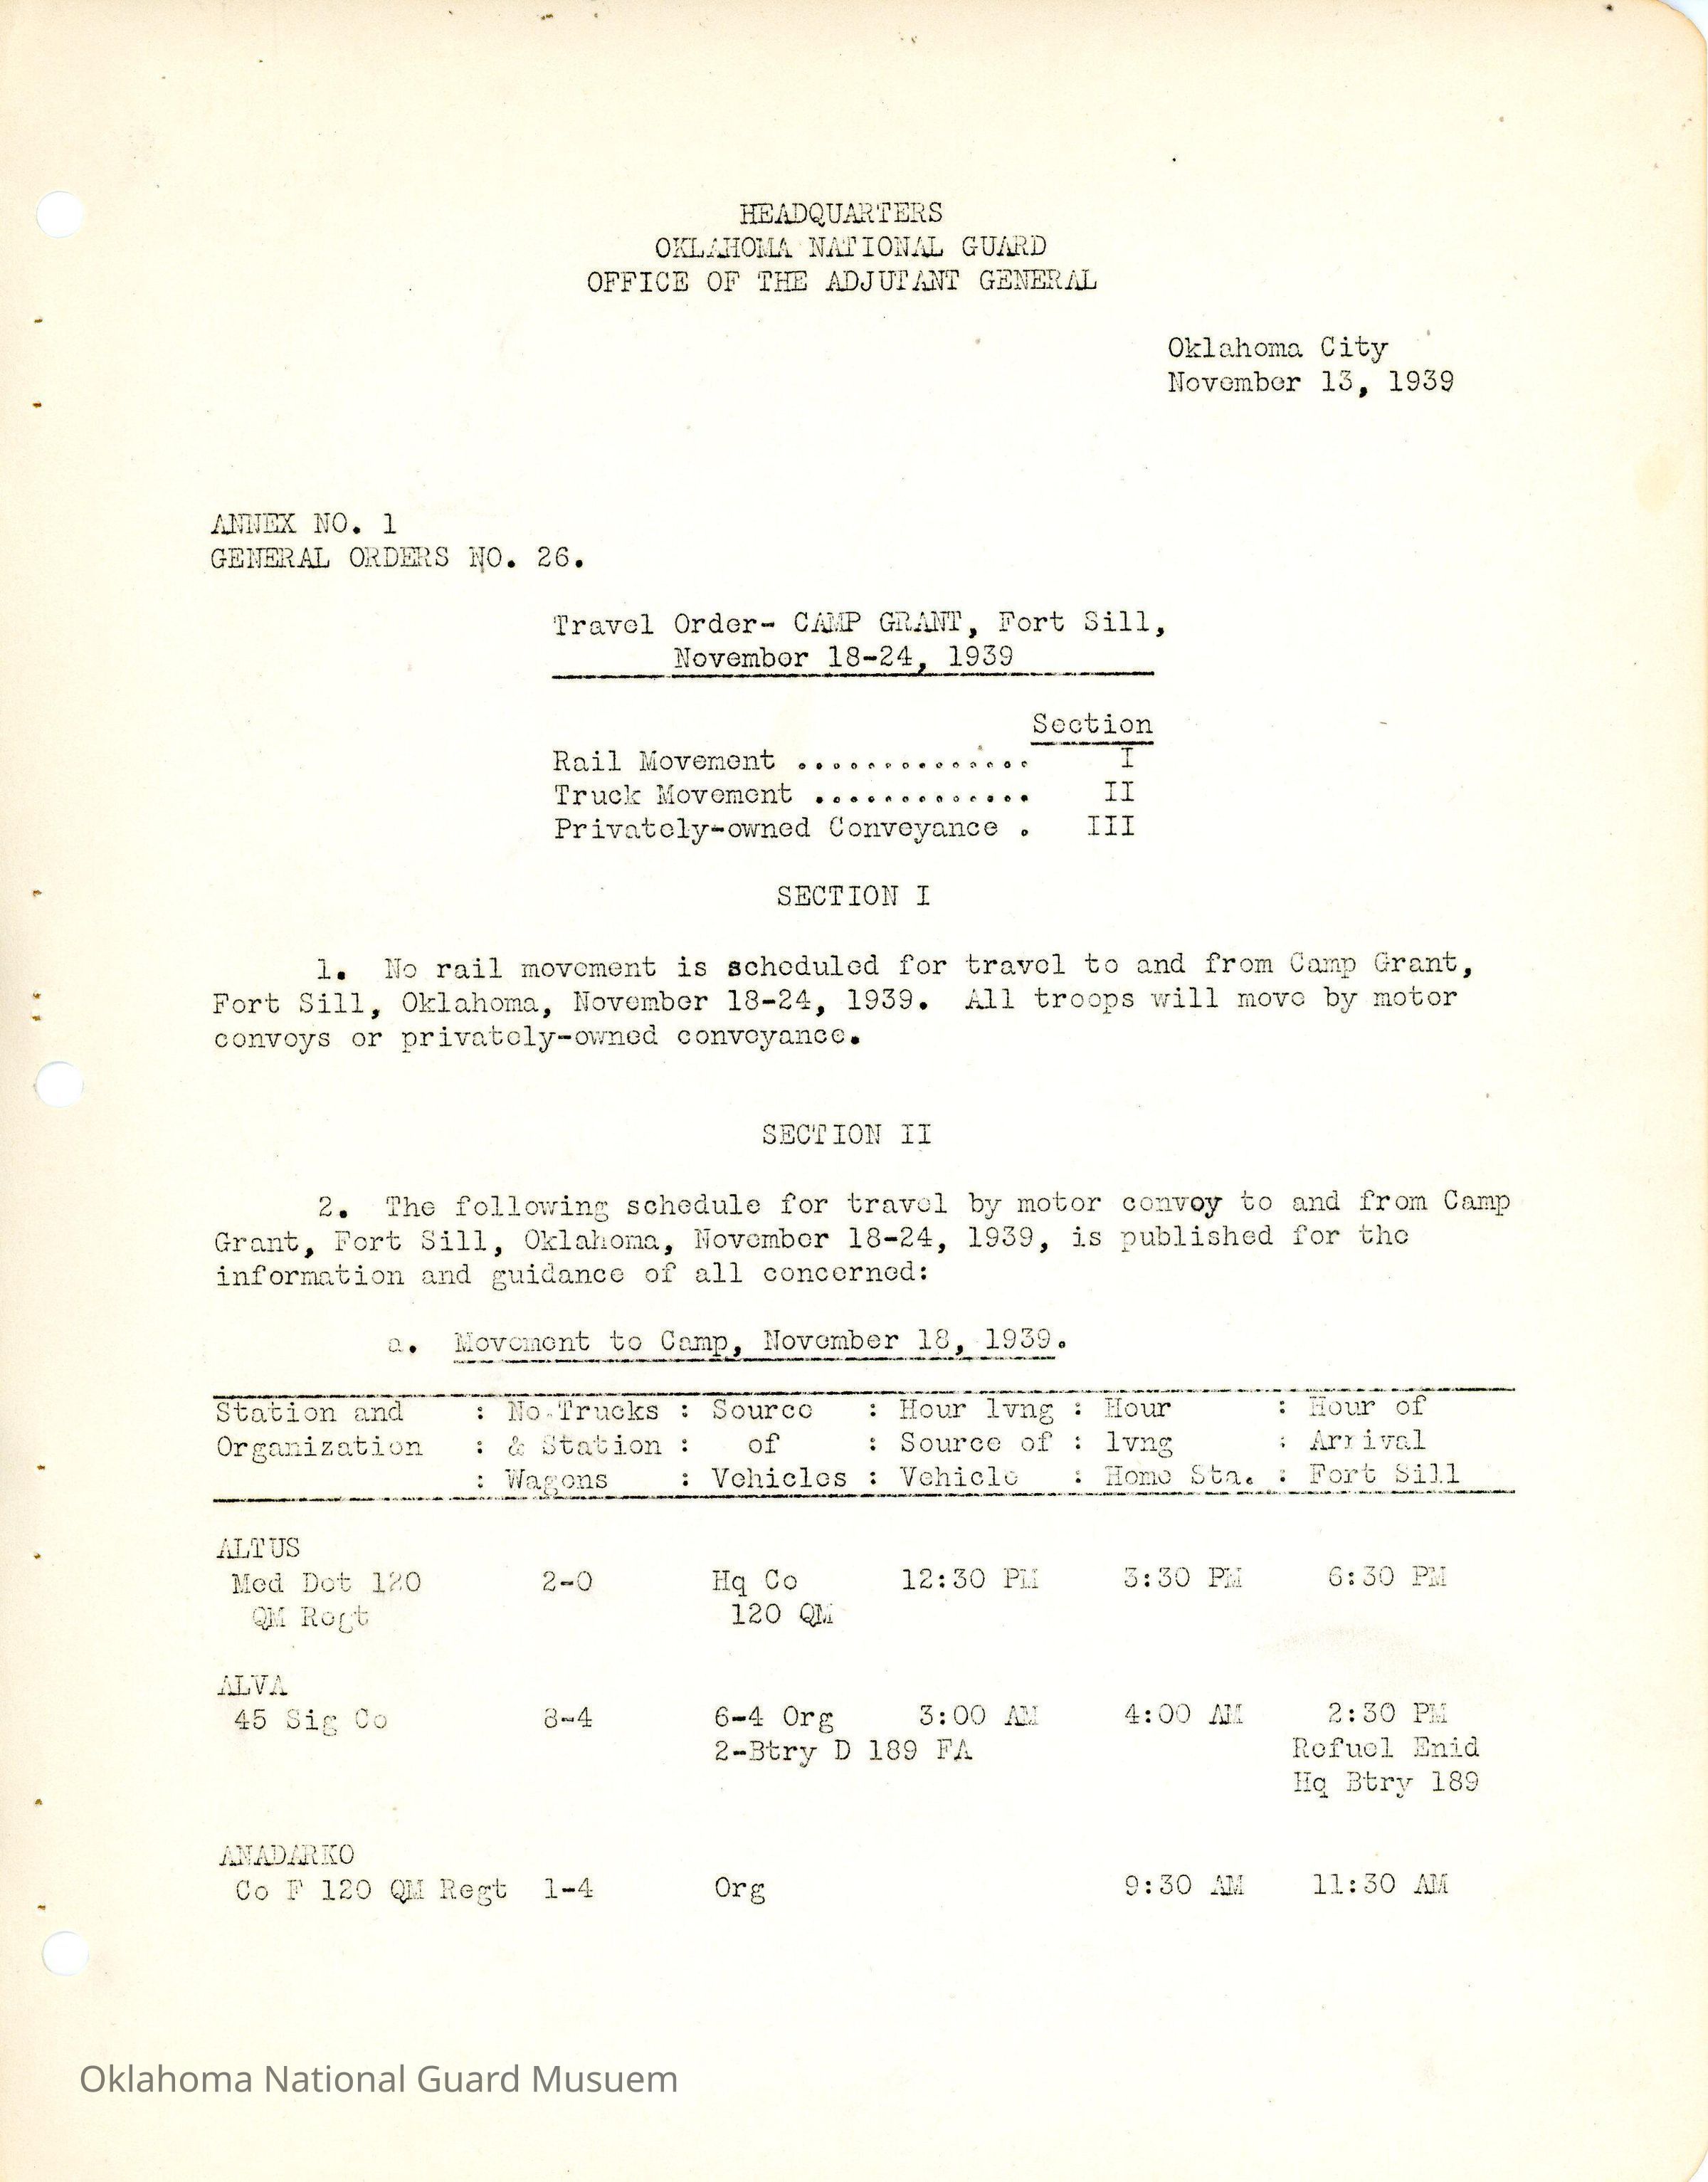 HEADQUARTERS
OKLAHOMA NATIONAL GUARD
OFFICE OF THE ADJUTANT GENERAL
Oklahoma City
November 13, 1939
ANNEX NO. 1
GENERAL ORDERS NO. 26.
Travel Order- CAMP GRANT, Fort Sill,
November 18-24, 1939
Section
Rail Movement .............. I
Truck Movement ............. II
Privately-owned Conveyance . III
SECTION I
1. No rail movement is scheduled for travel to and from Camp Grant,
Fort Sill, Oklahoma, November 18-24, 1939. All troops will move by motor
convoys or privately-owned conveyance.
SECTION II
2. The following schedule for travel by motor convoy to and from Camp
Grant, Fort Sill, Oklahoma, November 18-24, 1939, is published for the
information and guidance of all concerned:
a. Movement to Camp, November 18, 1939.
Station and : No.Trucks : Source : Hour lvng : Hour : Hour of
Organization : & Station : of : Source of : lvng : Arrival
: Wagons : Vehicles : Vehicle : Home Sta. : Fort Sill
ALTUS
Med Det 120 2-0 Hq Co 12:30 PM 3:30 PM 6:30 PM
QM Regt 120 QM
ALVA
45 Sig Co 8-4 6-4 Org 3:00 AM 4:00 AM 2:30 PM
2-Btry D 189 FA Refuel Enid
Hq Btry 189
ANADARKO
Co F 120 QM Regt 1-4 Org 9:30 AM 11:30 AM
Oklahoma National Guard Musuem